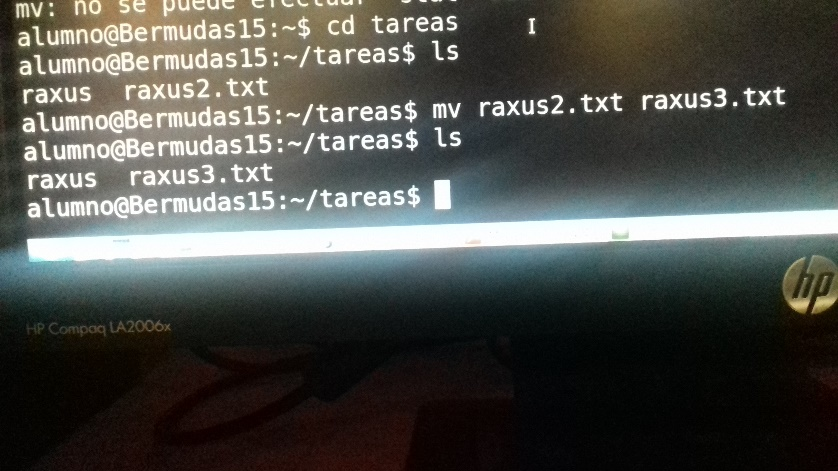 mv: no se puede efectuar
alumno@Bermudas15:~$ cd tareas
alumno@Bermudas15:~/tareas$ ls
raxus  raxus2.txt
alumno@Bermudas15:~/tareas$ mv raxus2.txt raxus3.txt
alumno@Bermudas15:~/tareas$ ls
raxus  raxus3.txt
alumno@Bermudas15:~/tareas$
hp
HP Compaq LA2006x